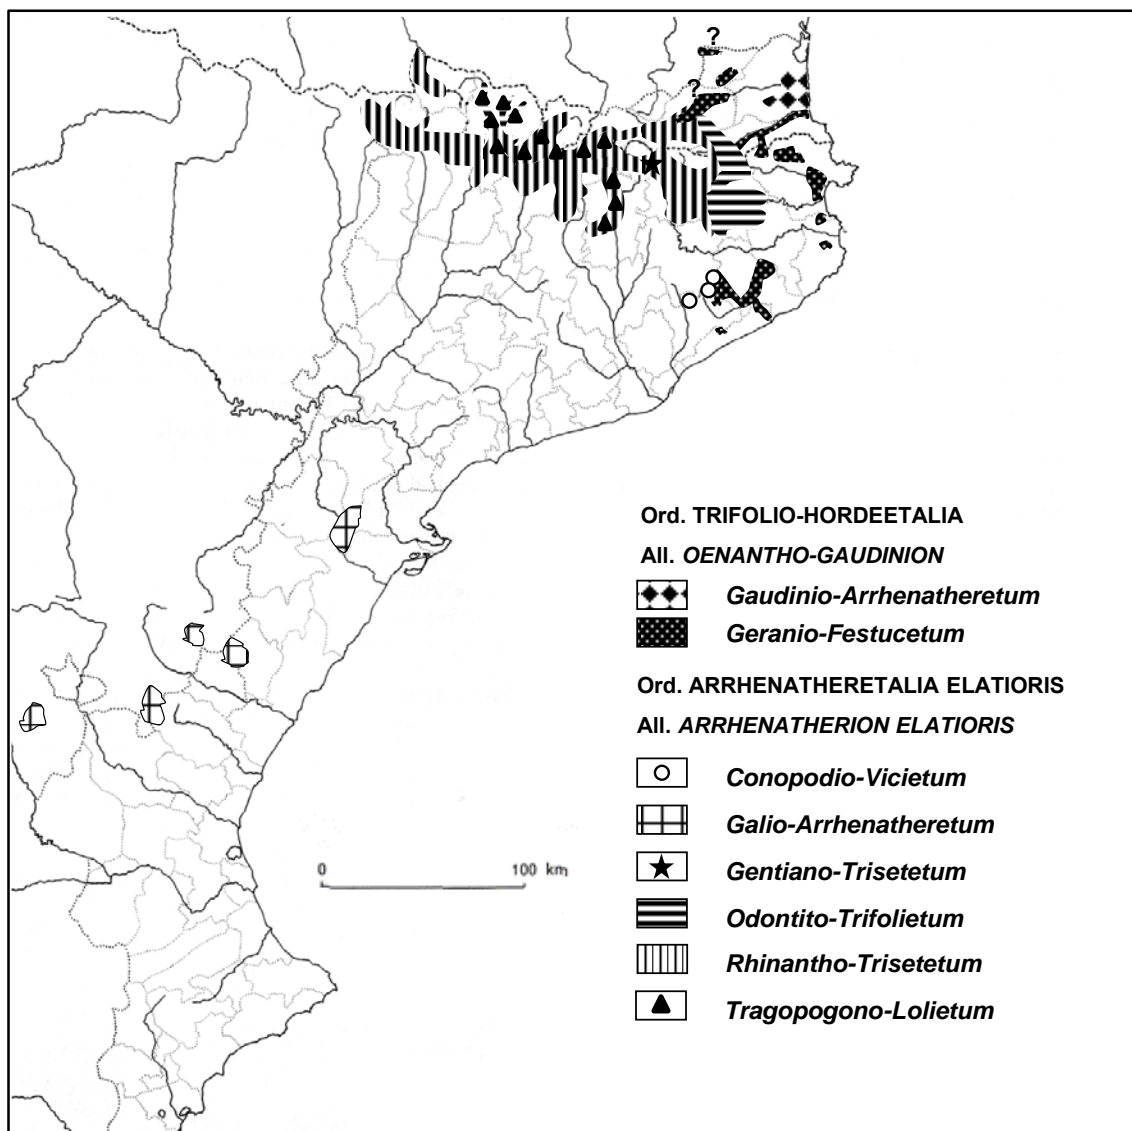 ?
?
Ord. TRIFOLIO-HORDEETALIA
All. OENANTHO-GAUDINION
Gaudinio-Arrhenatheretum
Geranio-Festucetum
Ord. ARRHENATHERETALIA ELATIORIS
All. ARRHENATHERION ELATIORIS
Conopodio-Vicietum
Galio-Arrhenatheretum
0 100 km
Gentiano-Trisetetum
Odontito-Trifolietum
Rhinantho-Trisetetum
Tragopogono-Lolietum